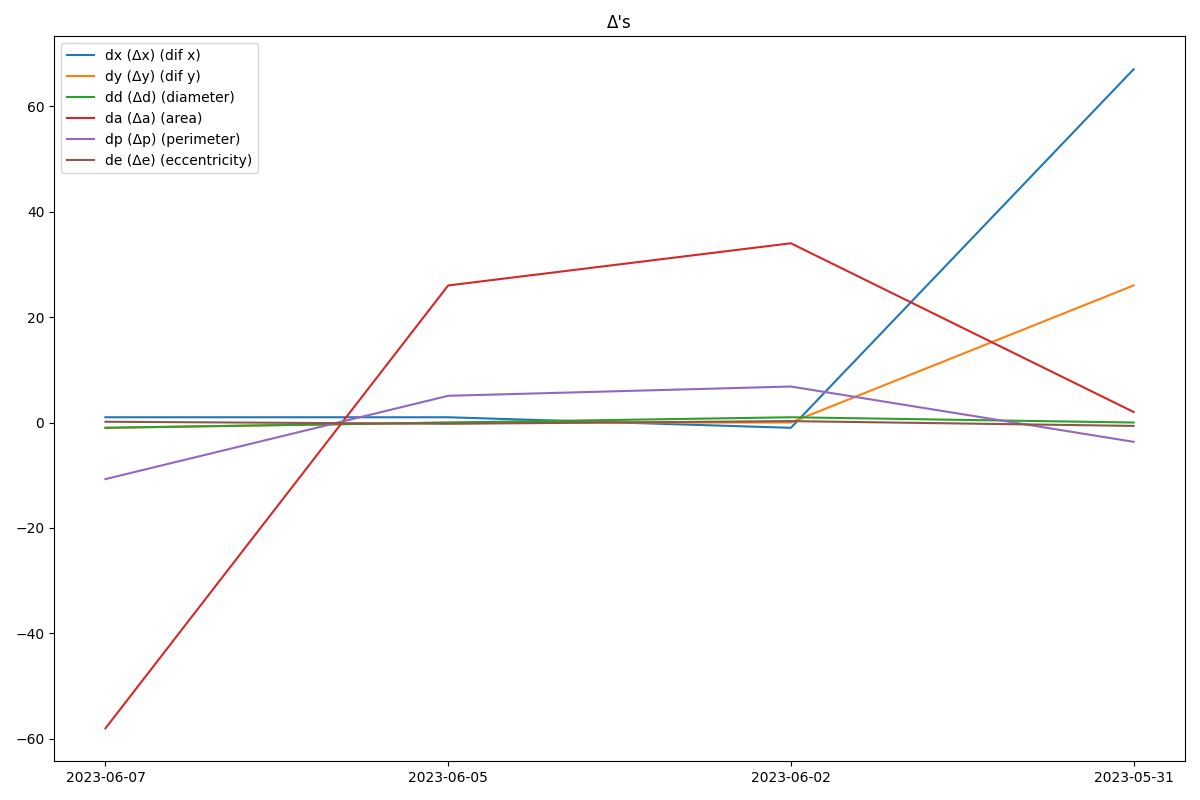 Δ's
dx (Δx) (dif x)
dy (Δy) (dif y)
dd (Δd) (diameter)
da (Δa) (area)
dp (Δp) (perimeter)
de (Δe) (eccentricity)
60
40
20
0
−20
−40
−60
2023-06-07 2023-06-05 2023-06-02 2023-05-31